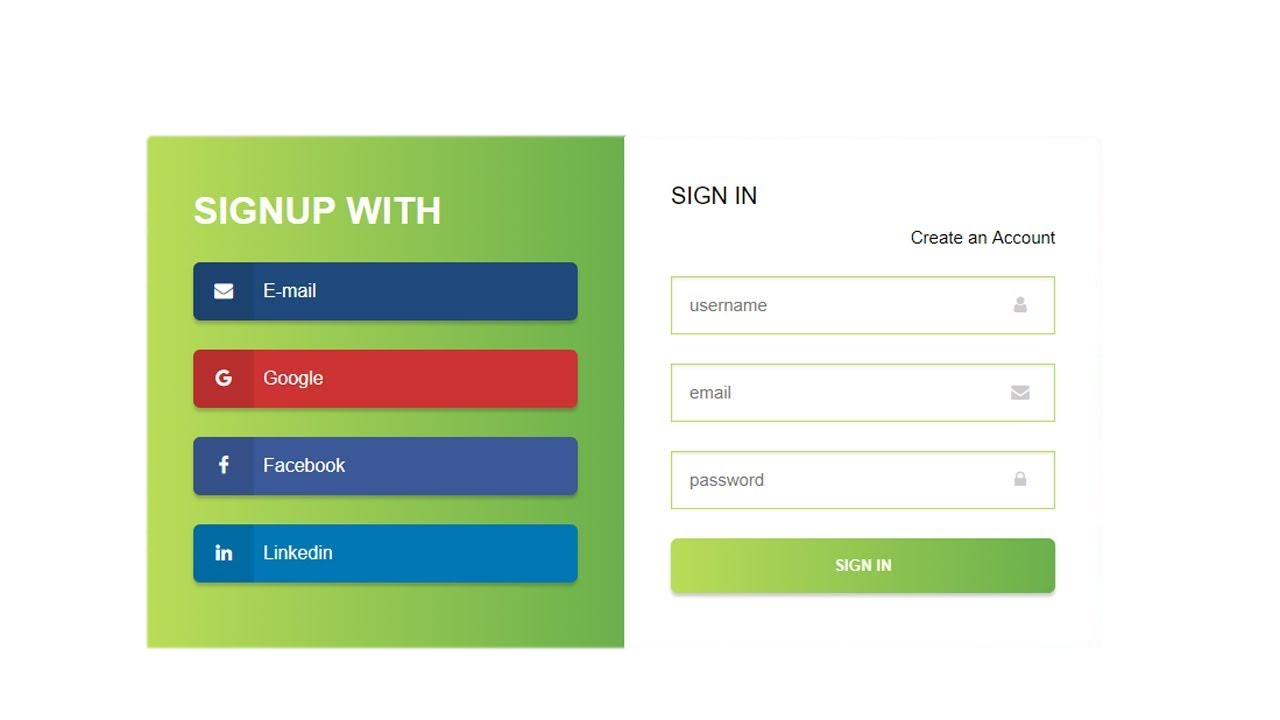 SIGNUP WITH
E-mail
Google
Facebook
Linkedin
SIGN IN
Create an Account
username
email
password
SIGN IN